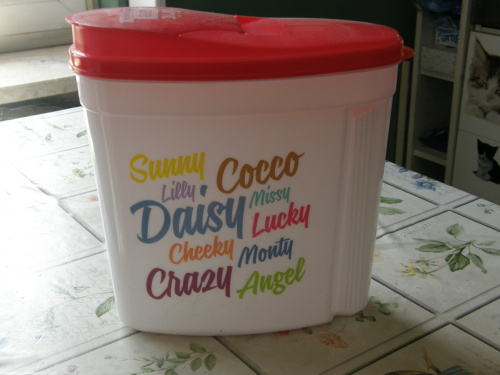 Sunny Cocco
Lilly Missy
Daisy Lucky
Cheeky Monty
Crazy Angel